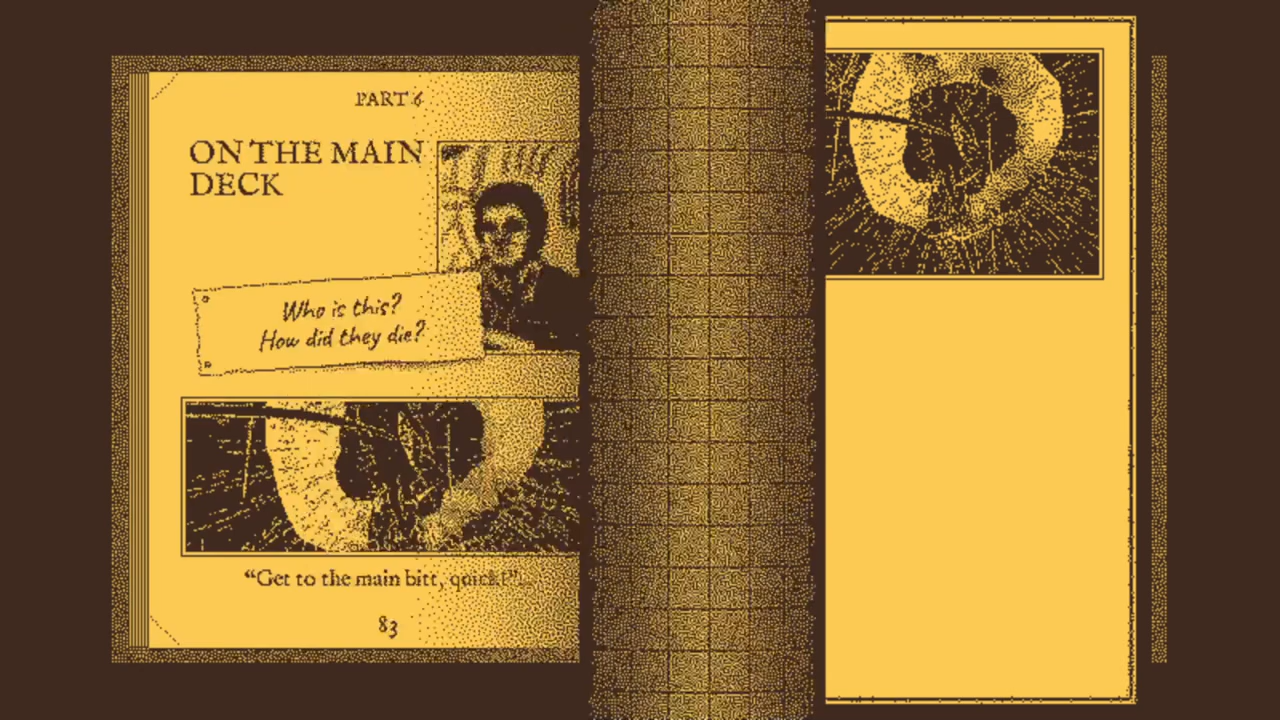 PART 6
ON THE MAIN
DECK
Who is this?
How did they die?
“Get to the main bitt, quick!”...
83